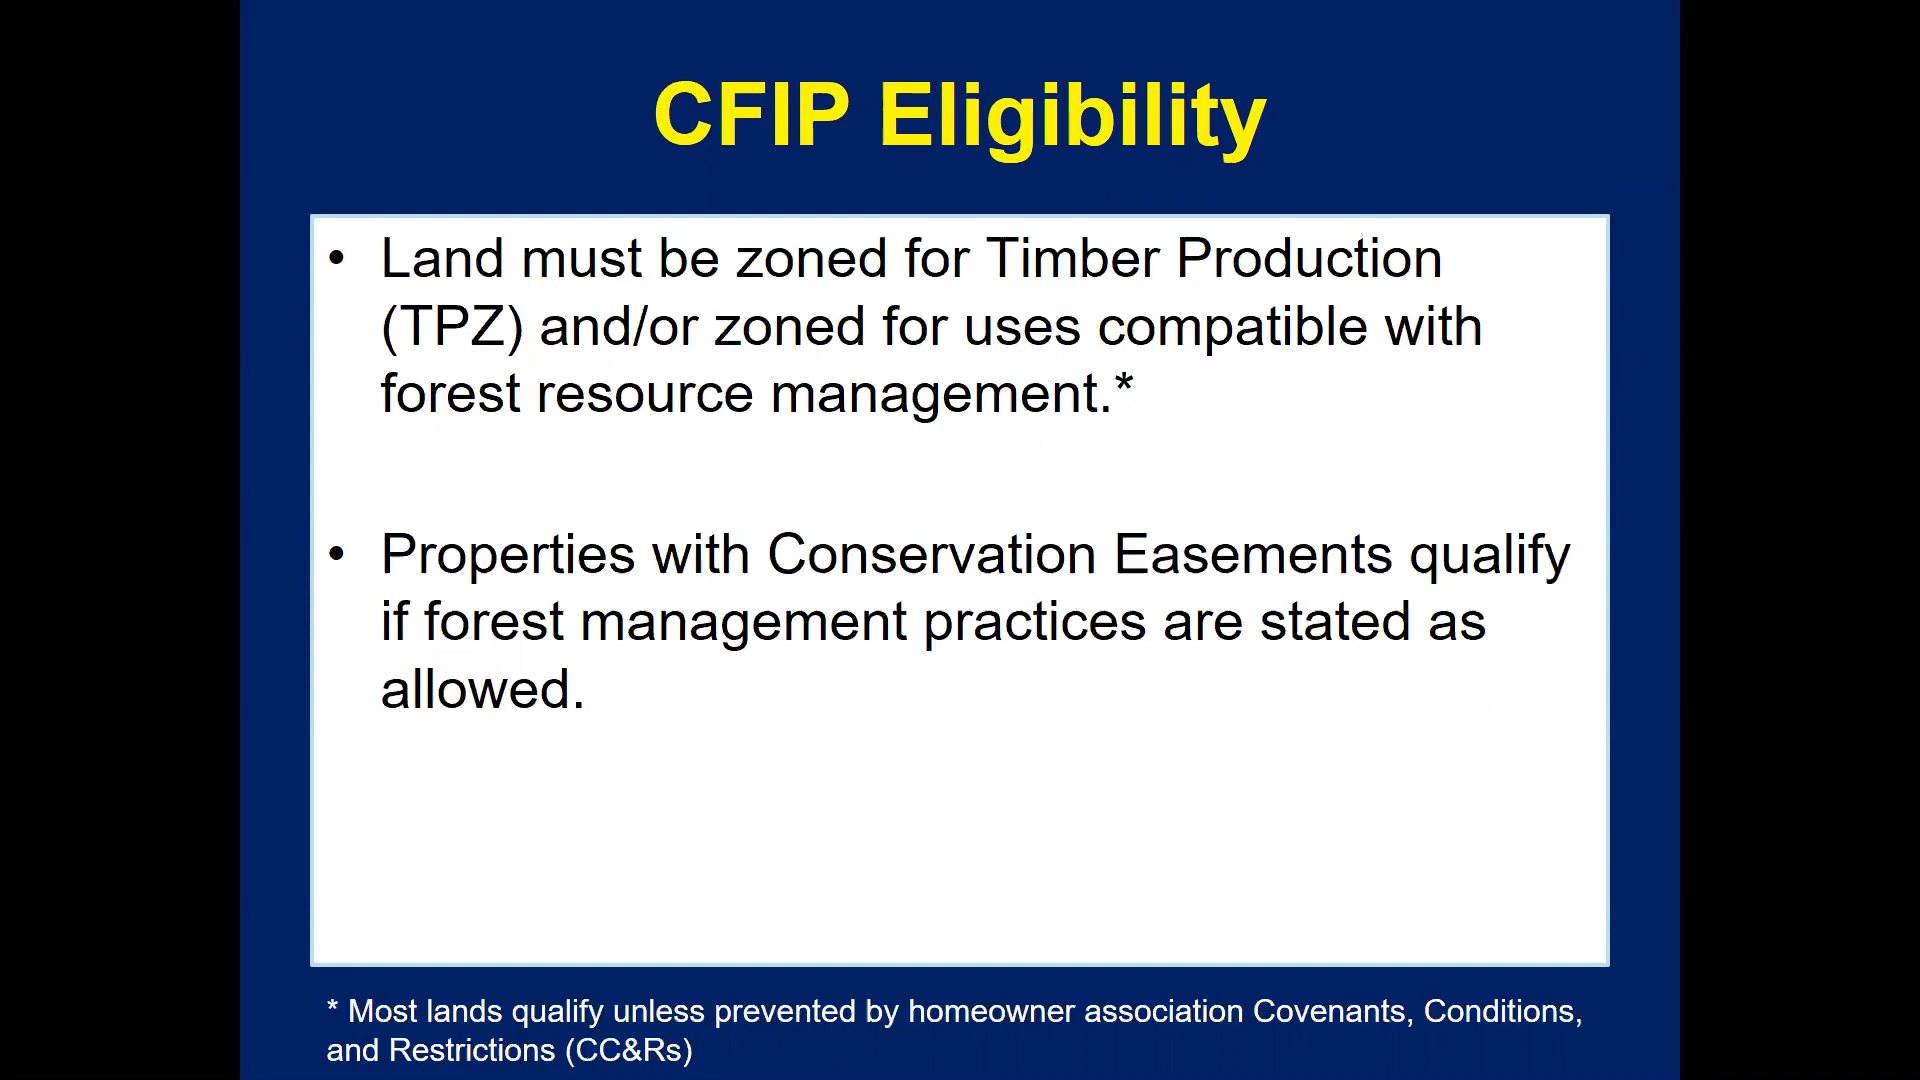 CFIP Eligibility
• Land must be zoned for Timber Production
(TPZ) and/or zoned for uses compatible with
forest resource management.*
• Properties with Conservation Easements qualify
if forest management practices are stated as
allowed.
* Most lands qualify unless prevented by homeowner association Covenants, Conditions,
and Restrictions (CC&Rs)